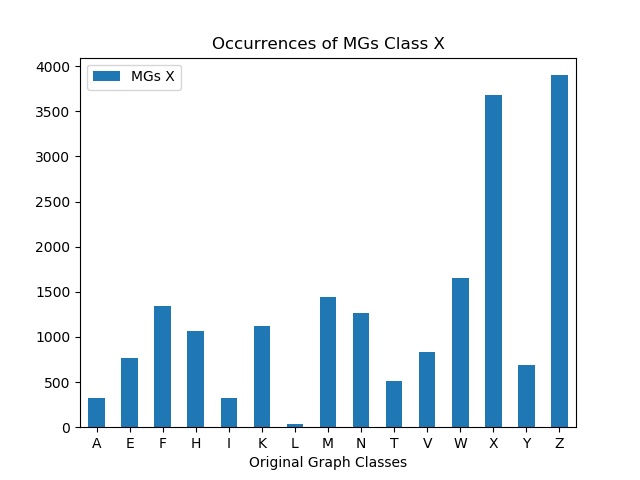 Occurrences of MGs Class X
MGs X
4000
3500
3000
2500
2000
1500
1000
500
0
A E F H I K L M N T V W X Y Z
Original Graph Classes